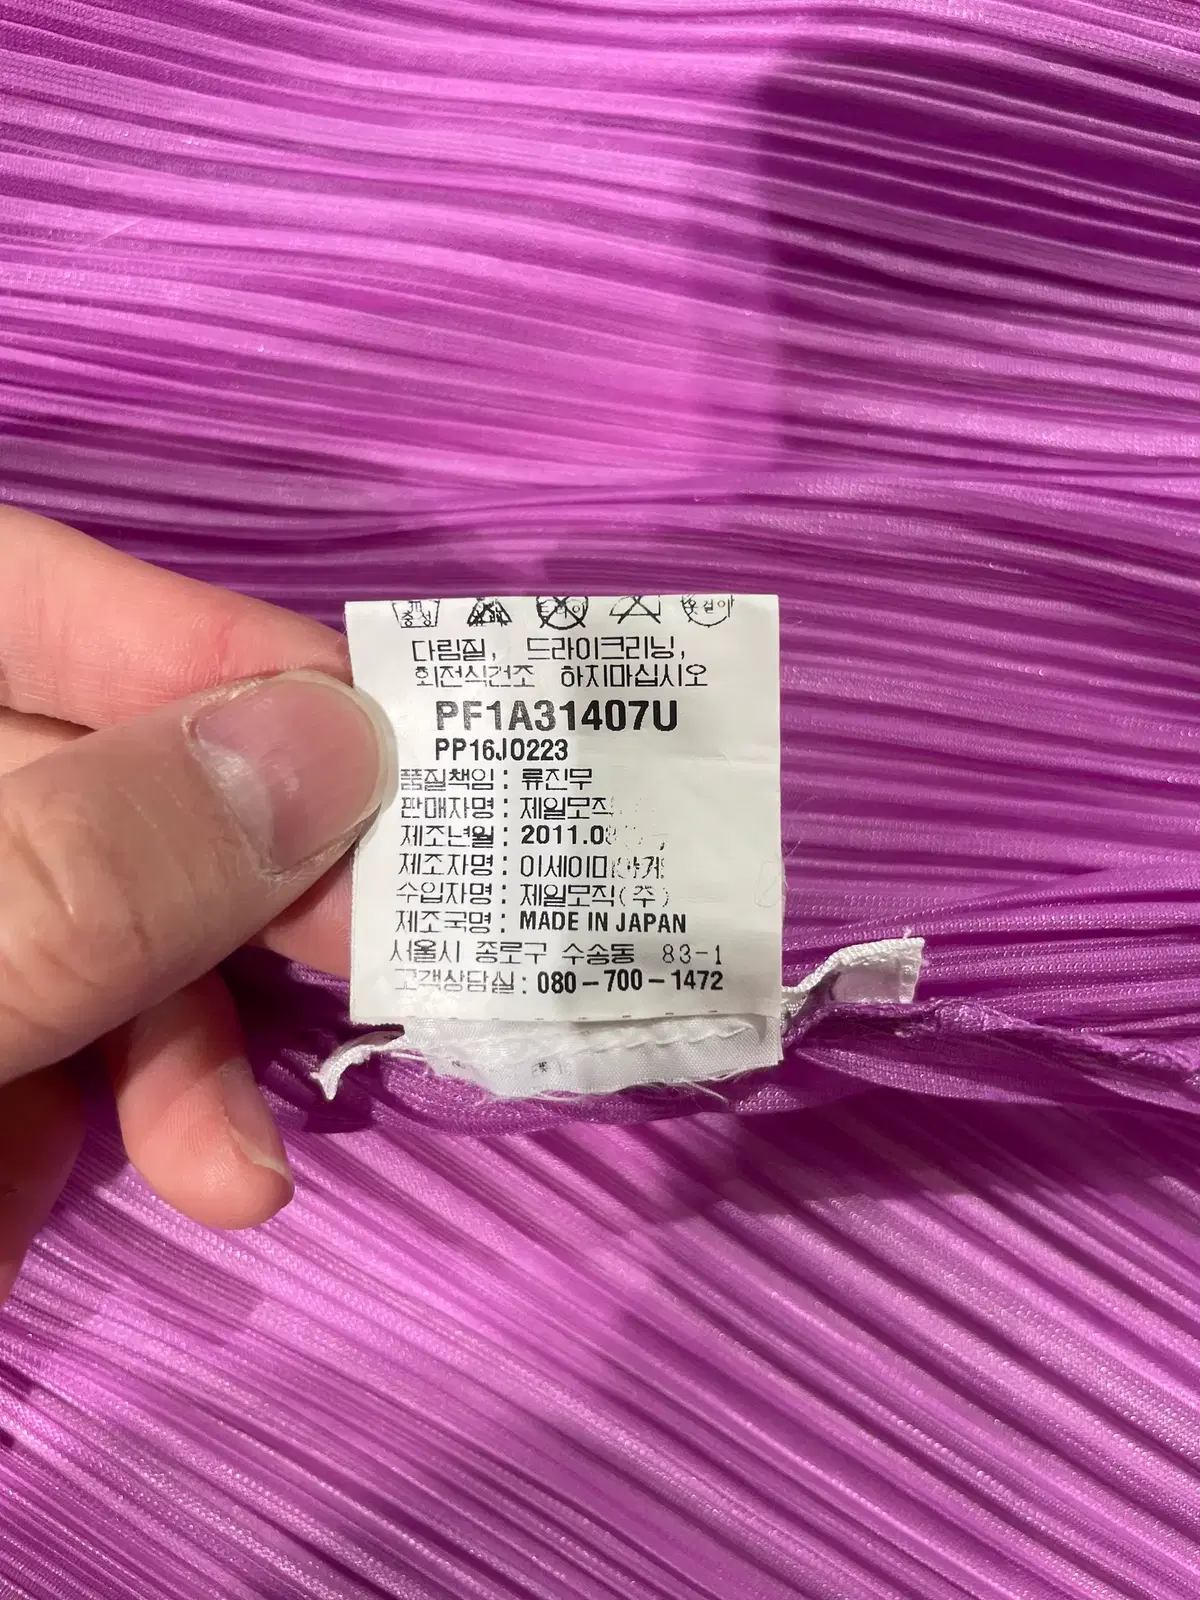 중성
다림질, 드라이크리닝,
회전식건조 하지마십시오
PF1A31407U
PP16J0223
품질책임 : 류진무
판매자명 : 제일모직
제조년월 : 2011.0
제조자명 : 이세이미야게
수입자명 : 제일모직(주)
제조국명 : MADE IN JAPAN
서울시 종로구 수송동 83-1
고객상담실 : 080-700-1472